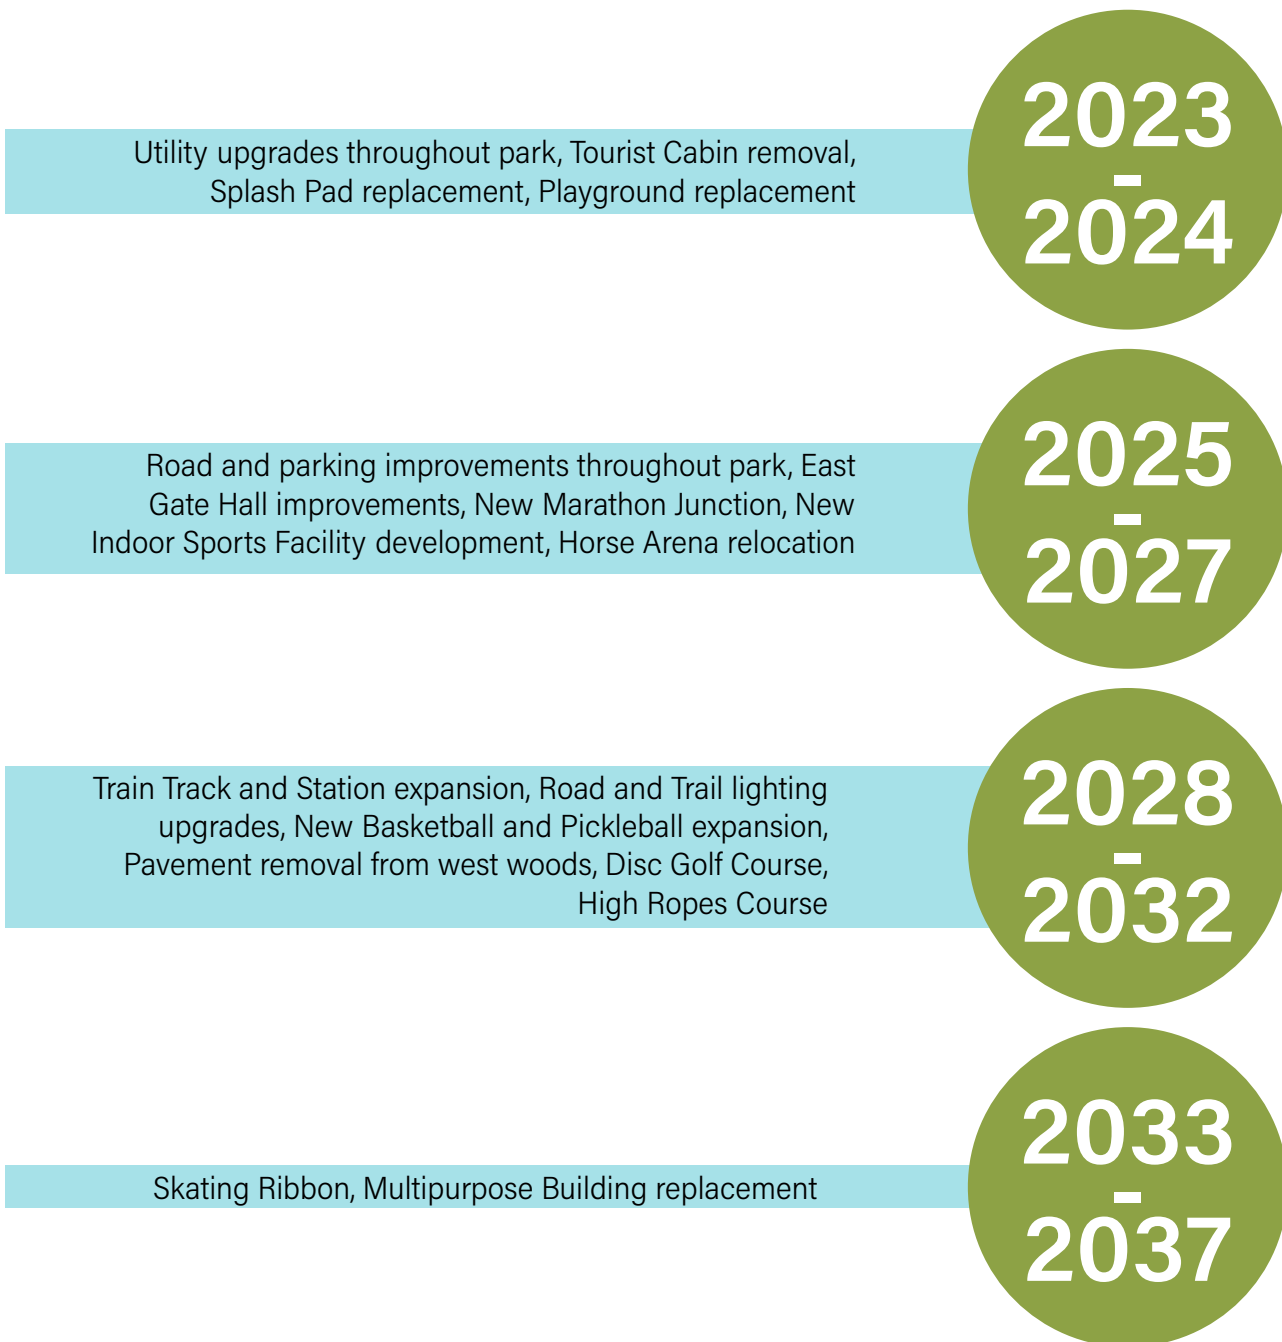 Utility upgrades throughout park, Tourist Cabin removal,
Splash Pad replacement, Playground replacement
2023
-
2024
Road and parking improvements throughout park, East
Gate Hall improvements, New Marathon Junction, New
Indoor Sports Facility development, Horse Arena relocation
2025
-
2027
Train Track and Station expansion, Road and Trail lighting
upgrades, New Basketball and Pickleball expansion,
Pavement removal from west woods, Disc Golf Course,
High Ropes Course
2028
-
2032
Skating Ribbon, Multipurpose Building replacement
2033
-
2037